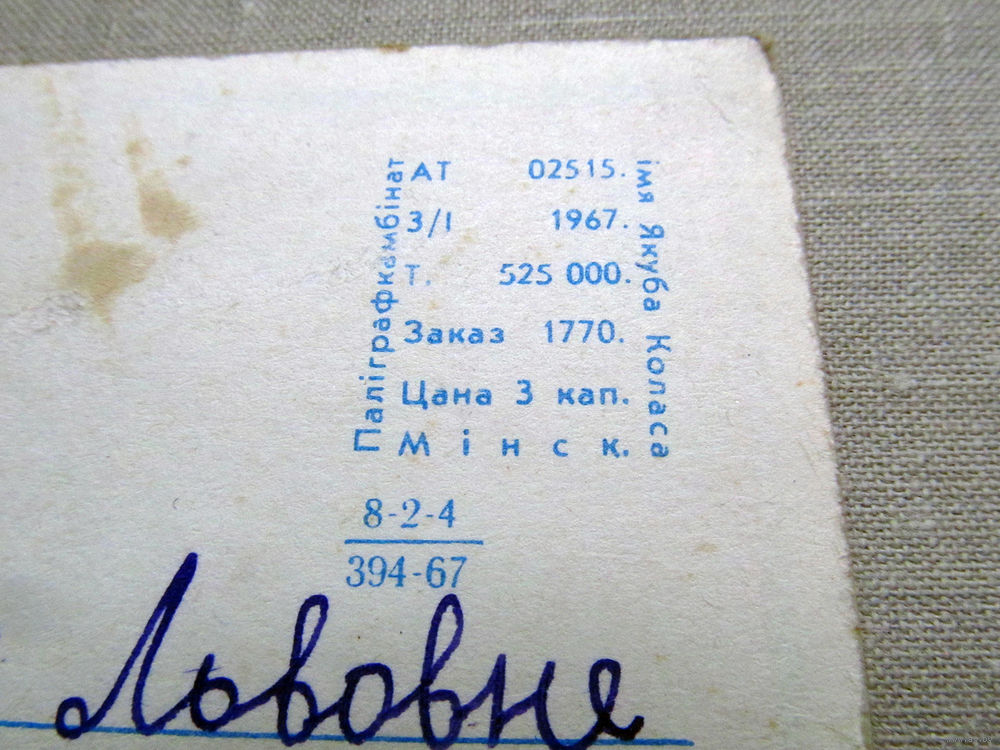 Паліграфкамбінат
АТ 02515.
3/I 1967.
Т. 525 000.
Заказ 1770.
Цана 3 кап.
Мінск.
імя Якуба Коласа
8-2-4
394-67
Львовне